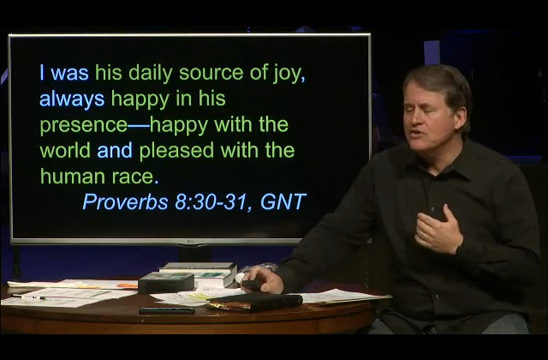 I was his daily source of joy,
always happy in his
presence—happy with the
world and pleased with the
human race.
Proverbs 8:30-31, GNT